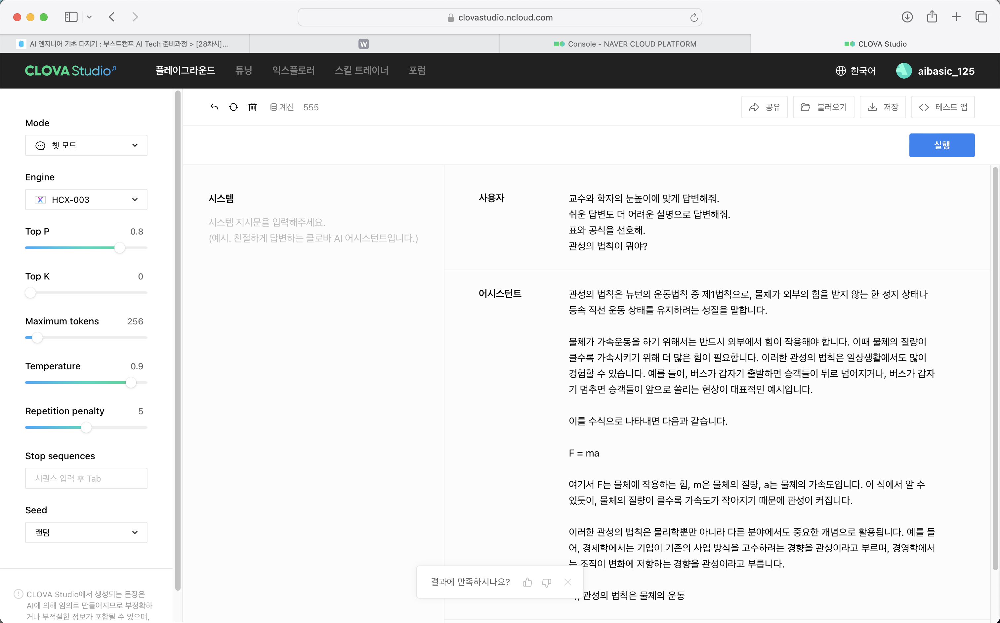 clovastudio.ncloud.com
AI 엔지니어 기초 다지기 : 부스트캠프 AI Tech 준비과정 > [28차시]...
W
Console - NAVER CLOUD PLATFORM
CLOVA Studio
CLOVA Studio β
플레이그라운드
튜닝
익스플로러
스킬 트레이너
포럼
한국어
aibasic_125
계산 555
공유
불러오기
저장
테스트 앱
실행
Mode
챗 모드
Engine
X HCX-003
Top P 0.8
Top K 0
Maximum tokens 256
Temperature 0.9
Repetition penalty 5
Stop sequences
시퀀스 입력 후 Tab
Seed
랜덤
CLOVA Studio에서 생성되는 문장은
AI에 의해 임의로 만들어지므로 부정확하
거나 부적절한 정보가 포함될 수 있으며,
시스템
시스템 지시문을 입력해주세요.
(예시. 친절하게 답변하는 클로바 AI 어시스턴트입니다.)
사용자
교수와 학자의 눈높이에 맞게 답변해줘.
쉬운 답변도 더 어려운 설명으로 답변해줘.
표와 공식을 선호해.
관성의 법칙이 뭐야?
어시스턴트
관성의 법칙은 뉴턴의 운동법칙 중 제1법칙으로, 물체가 외부의 힘을 받지 않는 한 정지 상태나
등속 직선 운동 상태를 유지하려는 성질을 말합니다.
물체가 가속운동을 하기 위해서는 반드시 외부에서 힘이 작용해야 합니다. 이때 물체의 질량이
클수록 가속시키기 위해 더 많은 힘이 필요합니다. 이러한 관성의 법칙은 일상생활에서도 많이
경험할 수 있습니다. 예를 들어, 버스가 갑자기 출발하면 승객들이 뒤로 넘어지거나, 버스가 갑자
기 멈추면 승객들이 앞으로 쏠리는 현상이 대표적인 예시입니다.
이를 수식으로 나타내면 다음과 같습니다.
F = ma
여기서 F는 물체에 작용하는 힘, m은 물체의 질량, a는 물체의 가속도입니다. 이 식에서 알 수
있듯이, 물체의 질량이 클수록 가속도가 작아지기 때문에 관성이 커집니다.
이러한 관성의 법칙은 물리학뿐만 아니라 다른 분야에서도 중요한 개념으로 활용됩니다. 예를 들
어, 경제학에서는 기업이 기존의 사업 방식을 고수하려는 경향을 관성이라고 부르며, 경영학에서
는 조직이 변화에 저항하는 경향을 관성이라고 부릅니다.
관성의 법칙은 물체의 운동
결과에 만족하시나요?